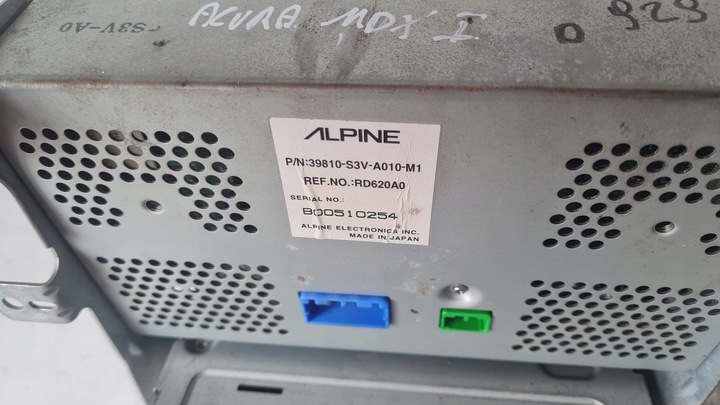 ACURA MDX I
S3V-A0
0 929
ALPINE
P/N:39810-S3V-A010-M1
REF.NO.:RD620A0
SERIAL NO.:
B00510254
ALPINE ELECTRONICS INC.
MADE IN JAPAN